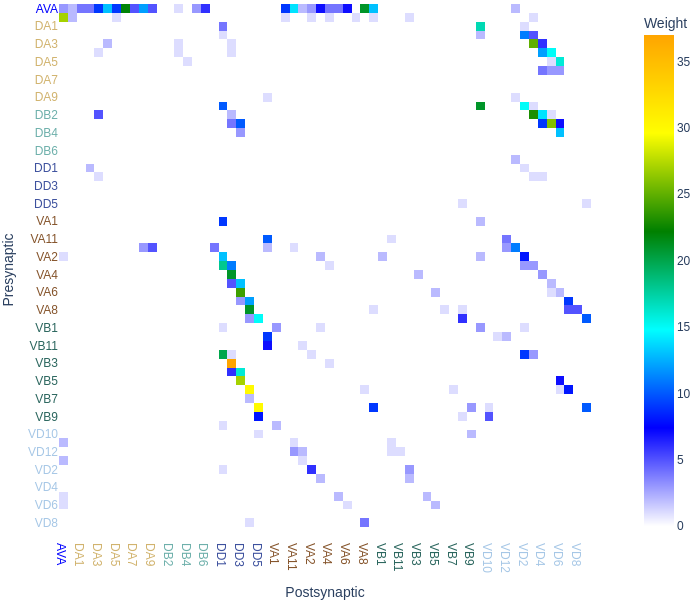 Weight
AVA
DA1
DA3
DA5
DA7
DA9
DB2
DB4
DB6
DD1
DD3
DD5
VA1
VA11
VA2
VA4
VA6
VA8
VB1
VB11
VB3
VB5
VB7
VB9
VD10
VD12
VD2
VD4
VD6
VD8
Presynaptic
35
30
25
20
15
10
5
0
AVA
DA1
DA3
DA5
DA7
DA9
DB2
DB4
DB6
DD1
DD3
DD5
VA1
VA11
VA2
VA4
VA6
VA8
VB1
VB11
VB3
VB5
VB9
VD10
VD12
VD2
VD4
VD6
VD8
Postsynaptic